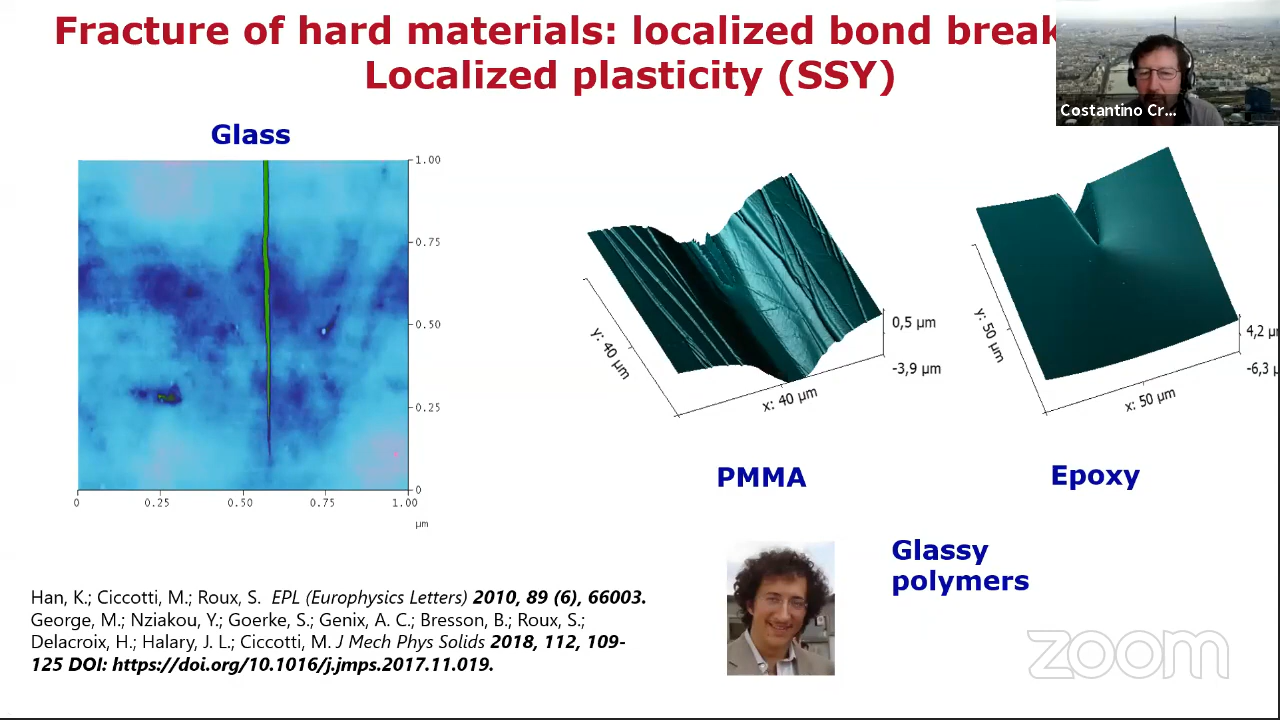 Fracture of hard materials: localized bond break
Localized plasticity (SSY)
Costantino Cr...
Glass
1.00
0.75
0.50
0.25
0
0
0.25
0.50
0.75
1.00
µm
y: 40 µm
x: 40 µm
0,5 µm
-3,9 µm
y: 50 µm
x: 50 µm
4,2 µ
-6,3 µ
PMMA
Epoxy
Glassy
polymers
Han, K.; Ciccotti, M.; Roux, S. EPL (Europhysics Letters) 2010, 89 (6), 66003.
George, M.; Nziakou, Y.; Goerke, S.; Genix, A. C.; Bresson, B.; Roux, S.;
Delacroix, H.; Halary, J. L.; Ciccotti, M. J Mech Phys Solids 2018, 112, 109-
125 DOI: https://doi.org/10.1016/j.jmps.2017.11.019.
zoom